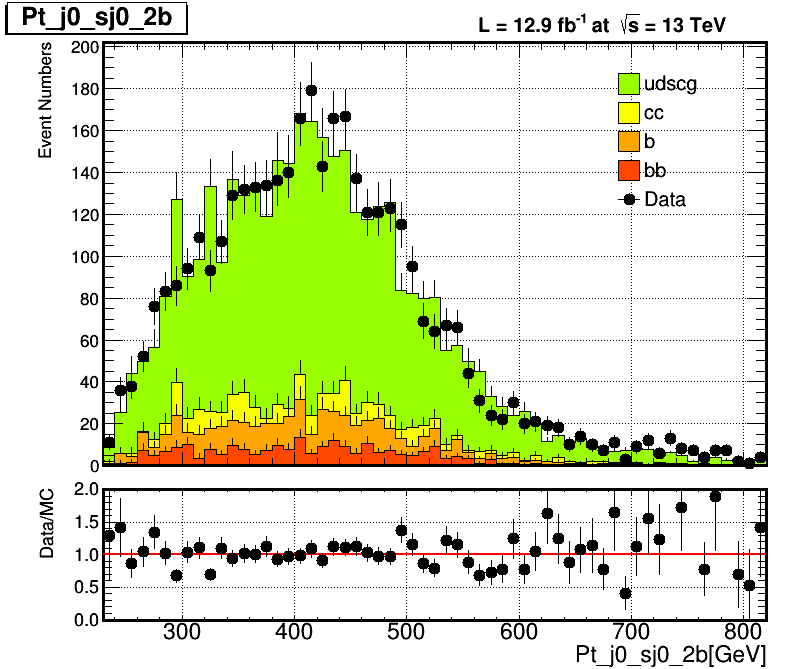 Pt_j0_sj0_2b
L = 12.9 fb⁻¹ at √s = 13 TeV
Event Numbers
200
180
160
140
120
100
80
60
40
20
0
udscg
cc
b
bb
Data
Data/MC
2.0
1.5
1.0
0.5
0.0
300 400 500 600 700 800
Pt_j0_sj0_2b[GeV]